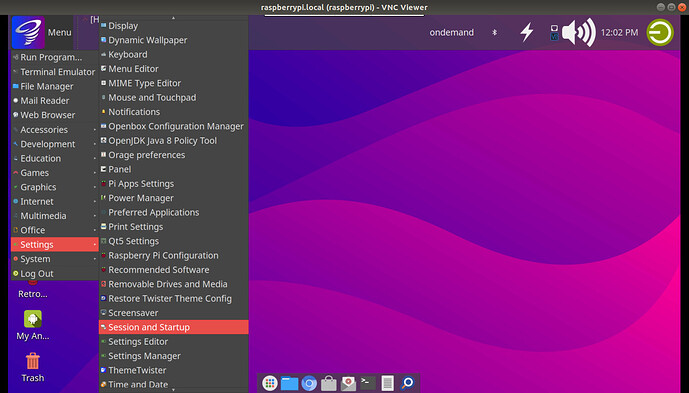 raspberrypi.local (raspberrypi) - VNC Viewer
Menu
[H
ondemand
12:02 PM
Run Program...
Terminal Emulator
File Manager
Mail Reader
Web Browser
Accessories
Development
Education
Games
Graphics
Internet
Multimedia
Office
Settings
System
Log Out
Display
Dynamic Wallpaper
Keyboard
Menu Editor
MIME Type Editor
Mouse and Touchpad
Notifications
Openbox Configuration Manager
OpenJDK Java 8 Policy Tool
Orage preferences
Panel
Pi Apps Settings
Power Manager
Preferred Applications
Print Settings
Qt5 Settings
Raspberry Pi Configuration
Recommended Software
Removable Drives and Media
Restore Twister Theme Config
Screensaver
Session and Startup
Settings Editor
Settings Manager
ThemeTwister
Time and Date
Retro...
My An...
Trash